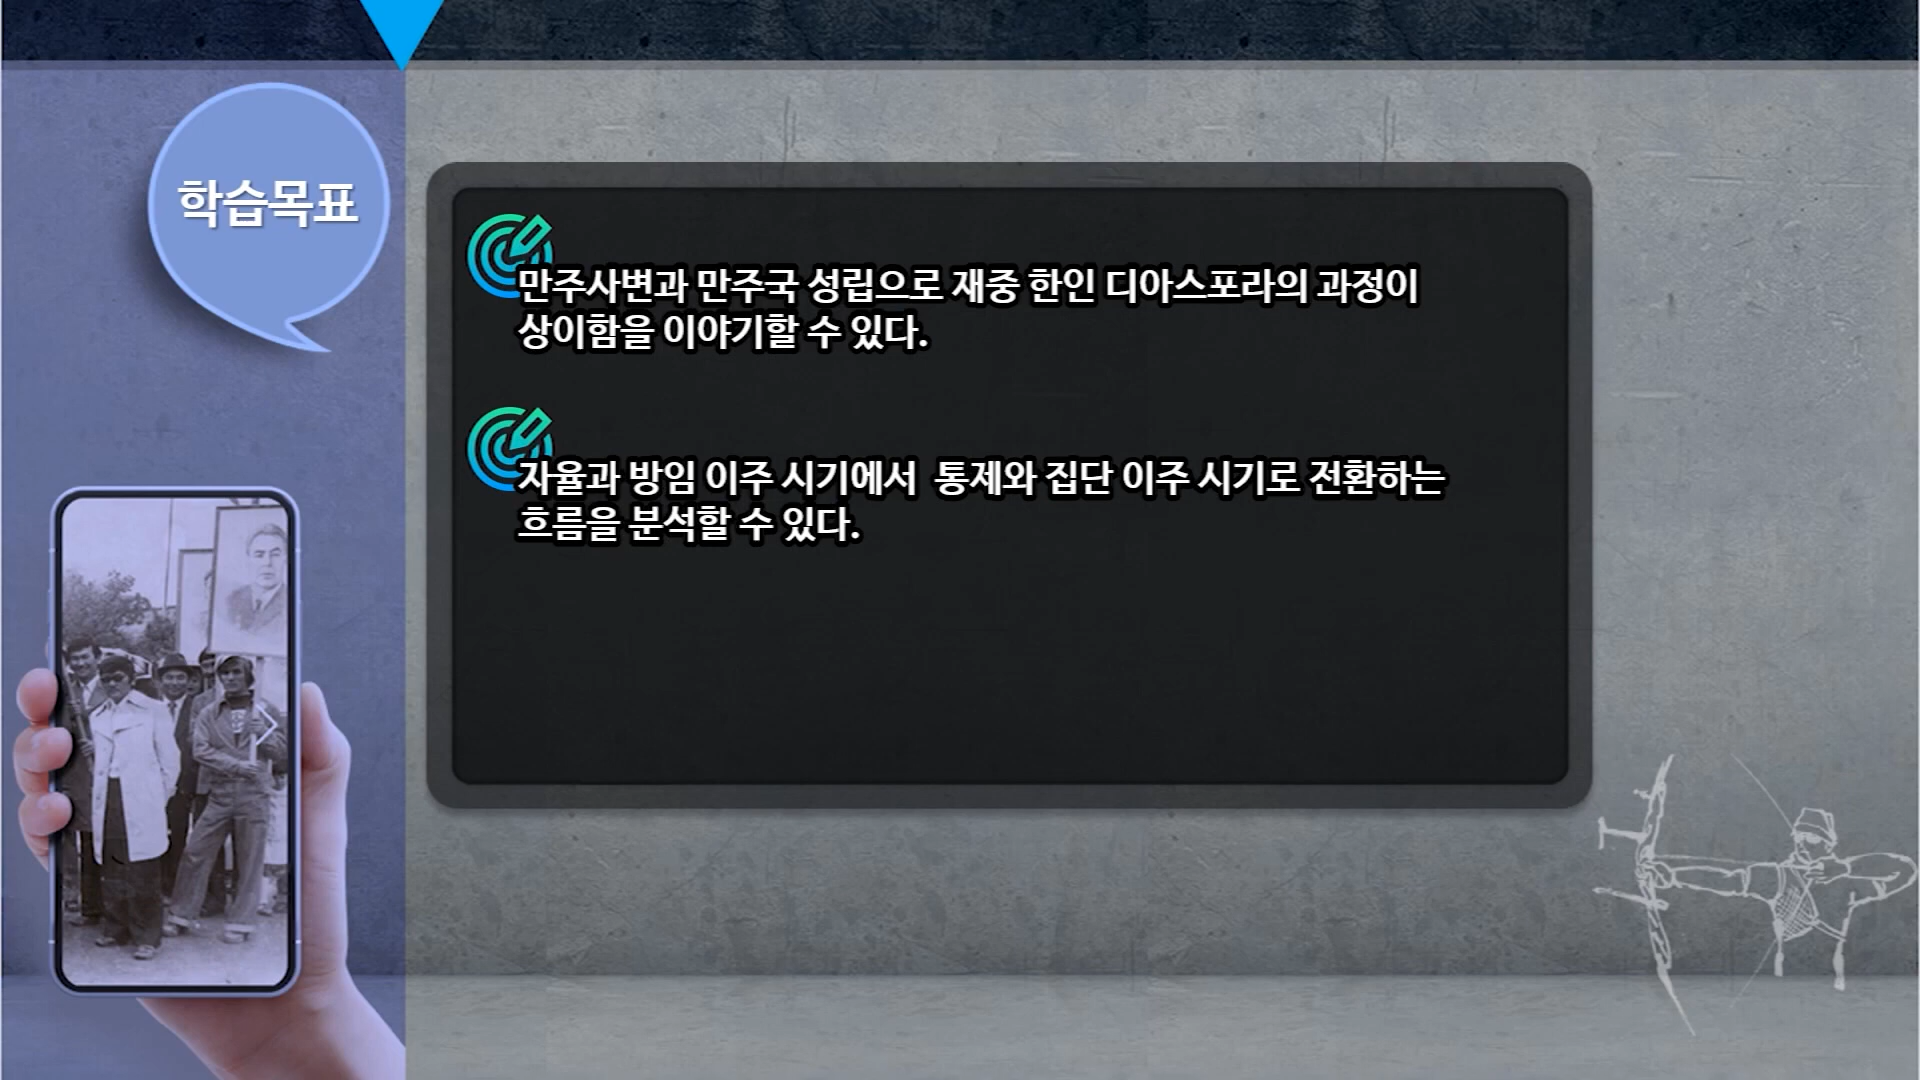 학습목표
만주사변과 만주국 성립으로 재중 한인 디아스포라의 과정이
상이함을 이야기할 수 있다.
자율과 방임 이주 시기에서 통제와 집단 이주 시기로 전환하는
흐름을 분석할 수 있다.